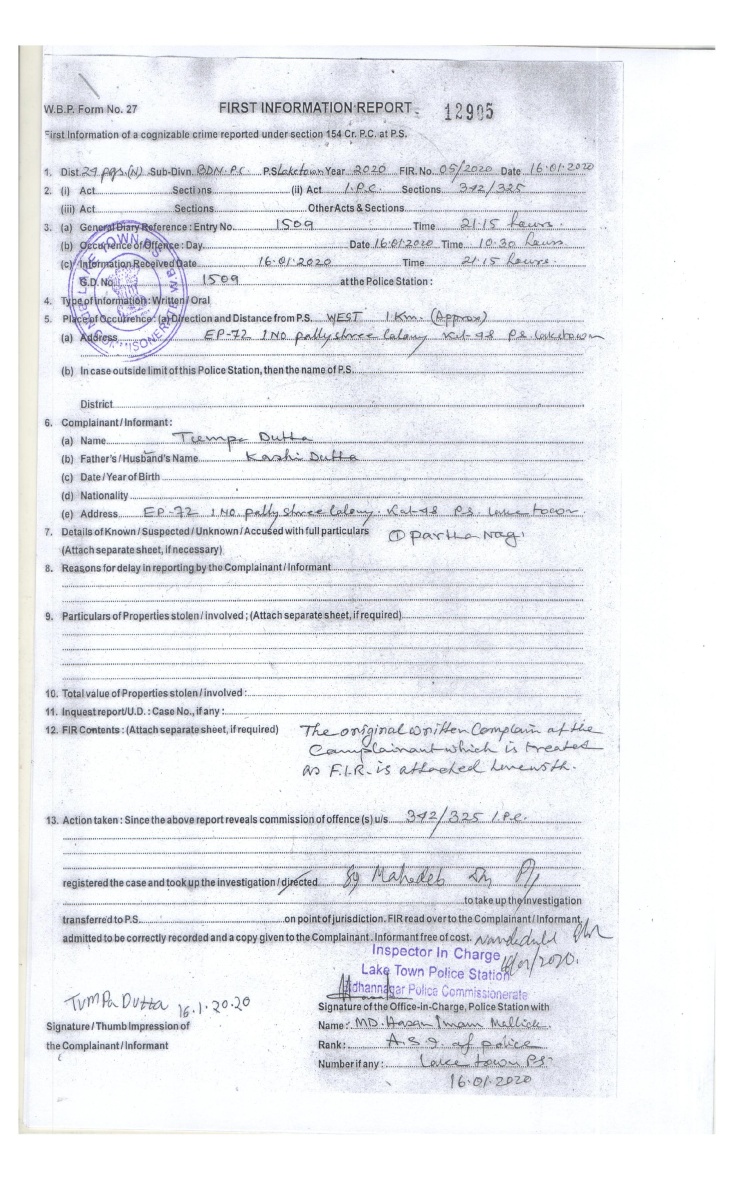 W.B.P. Form No. 27 FIRST INFORMATION REPORT 12905
First Information of a cognizable crime reported under section 154 Cr. P.C. at P.S.
1. Dist. 24 pgs.(N) Sub-Divn. BDN. P.C. P.S Laketown Year 2020 FIR. No. 05/2020 Date 16.01.2020
2. (i) Act Sections (ii) Act I.P.C. Sections 342/325
(iii) Act Sections Other Acts & Sections
3. (a) General Diary Reference : Entry No. 1509 Time 21.15 hours.
(b) Occurrence of Offence : Day Date 16.01.2020 Time 10.30 hours
(c) Information Received Date 16.01.2020 Time 21.15 hours.
G.D. No. 1509 at the Police Station :
4. Type of information : Written / Oral
5. Place of Occurrence : (a) Direction and Distance from P.S. WEST 1 Km. (Approx)
(a) Address EP-72 1 NO pally shree Colony Kol-48 P.S. Laketown
(b) In case outside limit of this Police Station, then the name of P.S.
District
6. Complainant / Informant :
(a) Name Tumpa Dutta
(b) Father's / Husband's Name Kashi Dutta
(c) Date / Year of Birth
(d) Nationality
(e) Address EP-72 1 NO. pally shree Colony. Kol-48 P.S. Lake town.
7. Details of Known / Suspected / Unknown / Accused with full particulars ① partha Nag
(Attach separate sheet, if necessary)
8. Reasons for delay in reporting by the Complainant / Informant
9. Particulars of Properties stolen / involved ; (Attach separate sheet, if required)
10. Total value of Properties stolen / involved :
11. Inquest report/U.D. : Case No., if any :
12. FIR Contents : (Attach separate sheet, if required) The original written Complain of the
Complainant which is treated
as F.I.R. is attached herewith.
13. Action taken : Since the above report reveals commission of offence (s) u/s 342/325 I.P.C.
registered the case and took up the investigation / directed Mahadeb
to take up the investigation
transferred to P.S. on point of jurisdiction. FIR read over to the Complainant / Informant,
admitted to be correctly recorded and a copy given to the Complainant. Informant free of cost.
Inspector In Charge
Lake Town Police Station
dhannagar Police Commissionerate
Tumpa Dutta 16.1.2020
Signature of the Office-in-Charge, Police Station with
Signature / Thumb Impression of Name : MD. Hasan Imam Mallick
the Complainant / Informant Rank : A.S.I. of police
Number if any : Lake town P.S.
16.01.2020